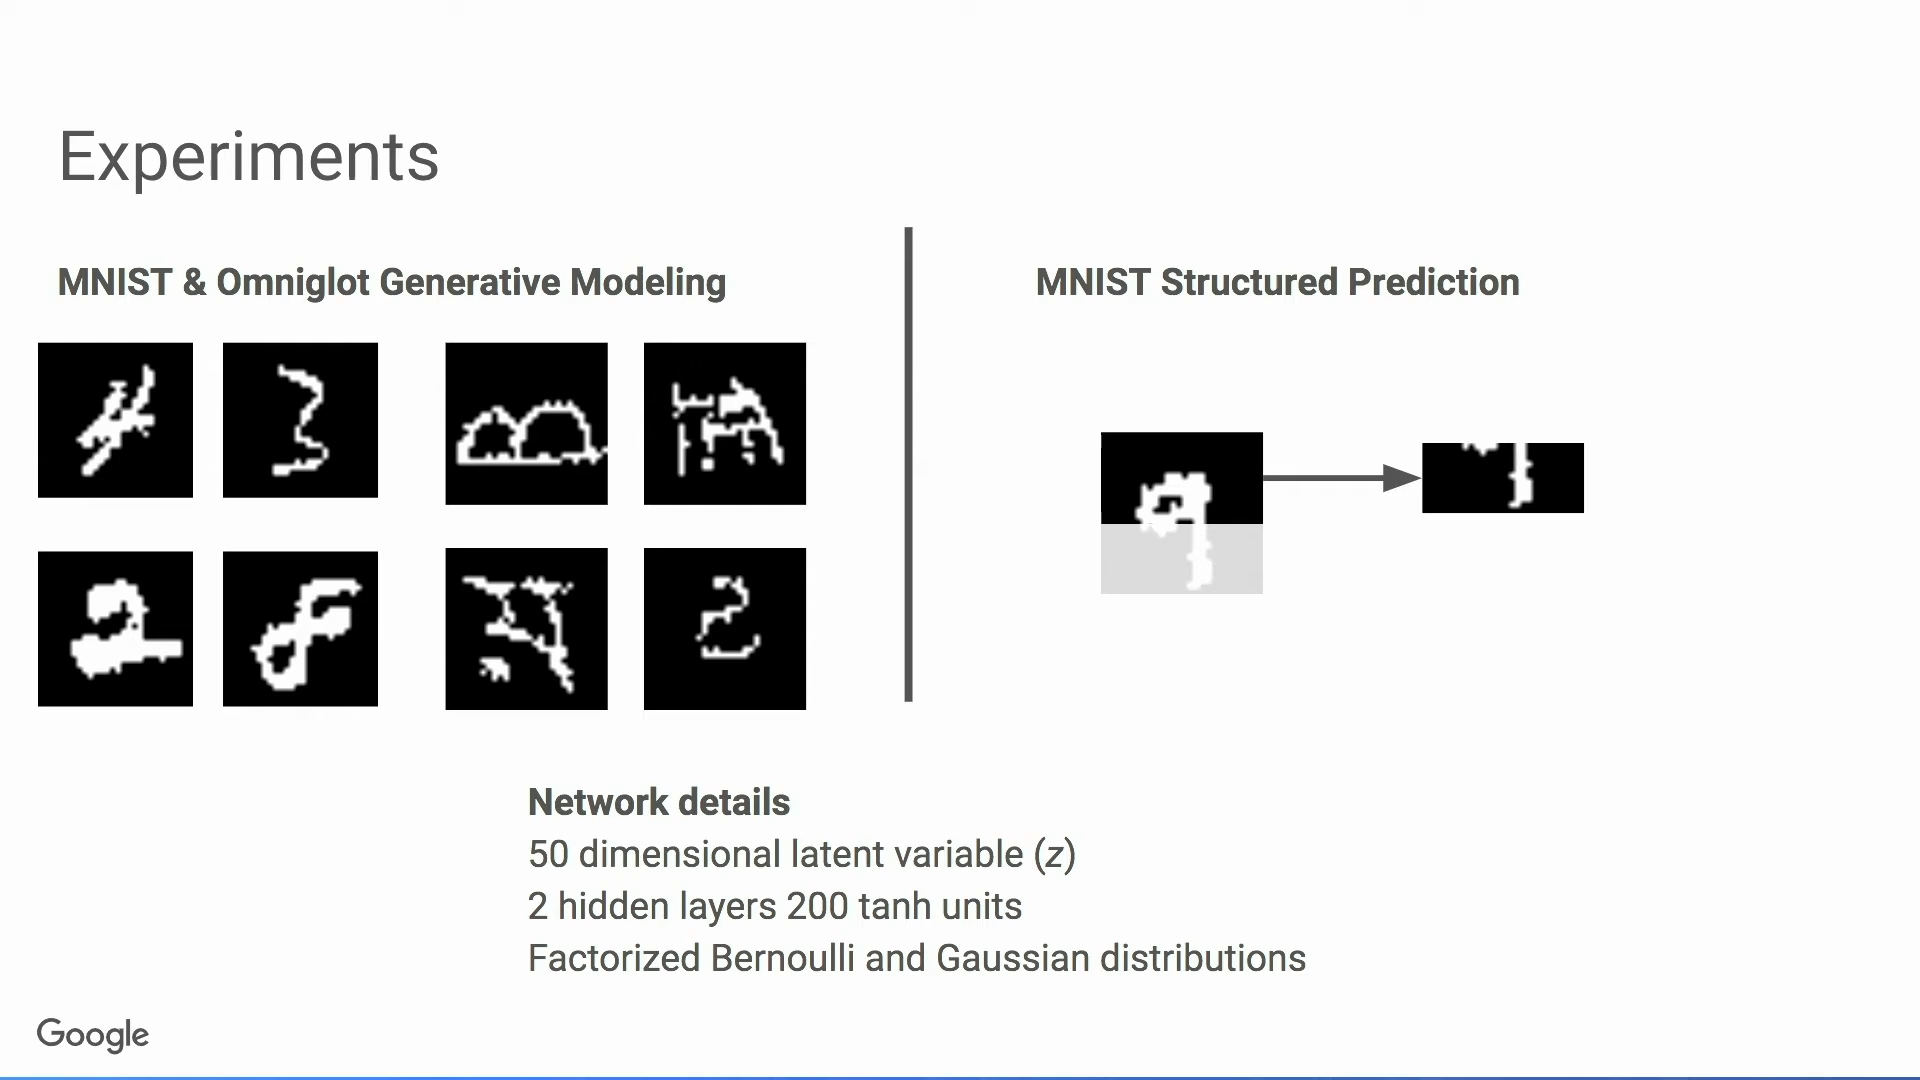 Experiments
MNIST & Omniglot Generative Modeling
MNIST Structured Prediction
Network details
50 dimensional latent variable (z)
2 hidden layers 200 tanh units
Factorized Bernoulli and Gaussian distributions
Google